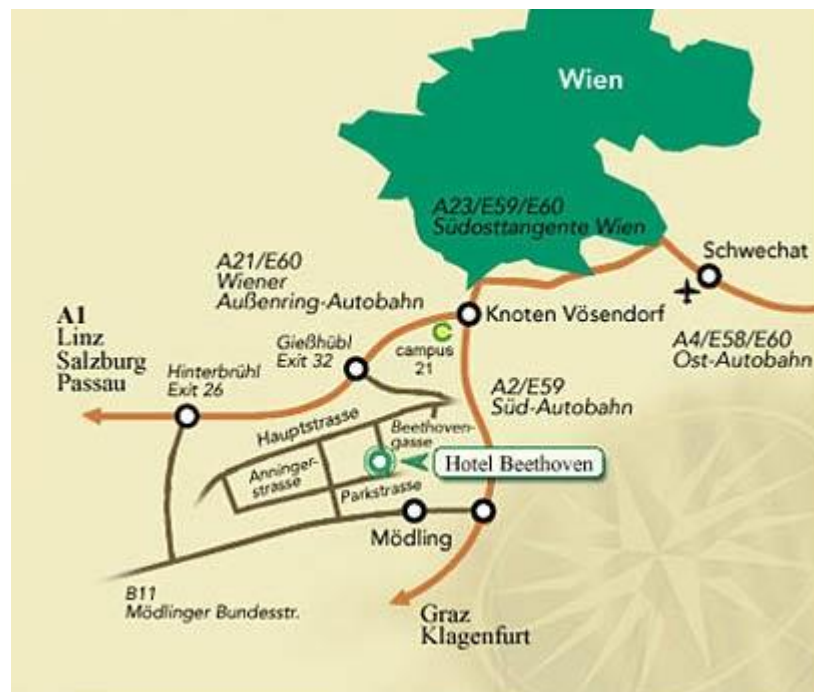 Wien
A23/E59/E60
Südosttangente Wien
Schwechat
A21/E60
Wiener
Außenring-Autobahn
A1
Linz
Salzburg
Passau
Gießhübl
Exit 32
Knoten Vösendorf
campus
21
A4/E58/E60
Ost-Autobahn
Hinterbrühl
Exit 26
A2/E59
Süd-Autobahn
Hauptstrasse
Beethoven-
gasse
Hotel Beethoven
Anninger-
strasse
Parkstrasse
Mödling
B11
Mödlinger Bundesstr.
Graz
Klagenfurt